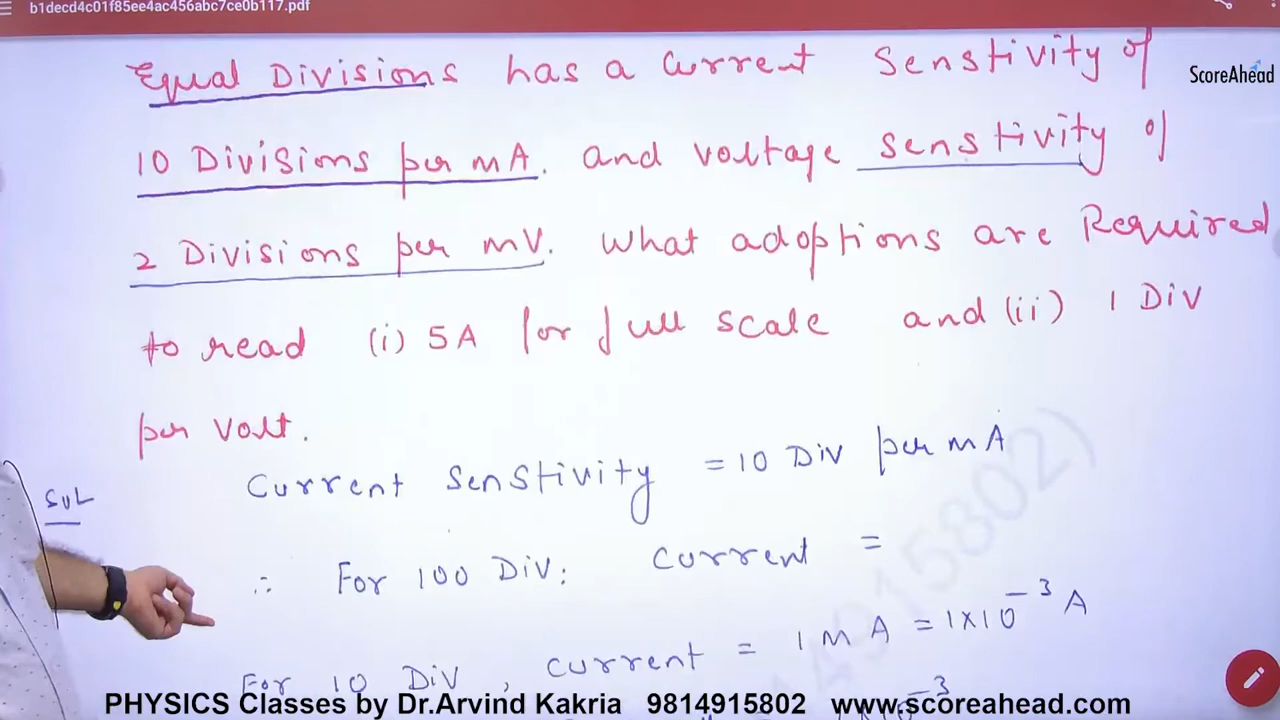 b1decd4c01f85ee4ac456abc7ce0b117.pdf
Equal Divisions has a current Senstivity of
ScoreAhead
10 Divisions per mA. and voltage senstivity of
2 Divisions per mV. What adoptions are Required
to read (i) 5A for full scale and (ii) 1 Div
per volt.
Current Senstivity = 10 Div per mA
Sol
∴ For 100 Div: Current =
For 10 Div, current = 1 mA = 1x10⁻³ A
PHYSICS Classes by Dr.Arvind Kakria 9814915802 www.scoreahead.com